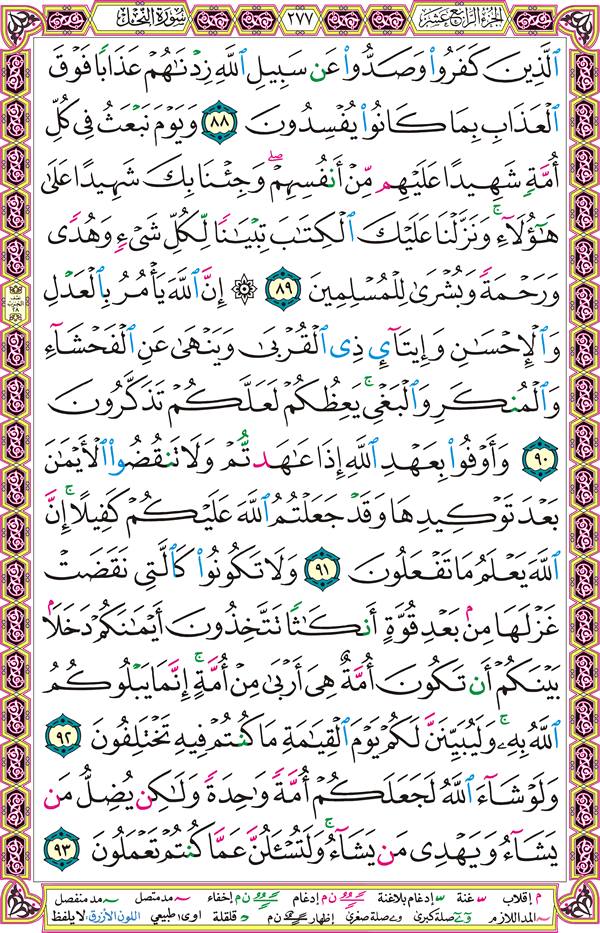 سورة النحل ٢٧٧ الجزء الرابع عشر
ٱلَّذِينَ كَفَرُوا۟ وَصَدُّوا۟ عَن سَبِيلِ ٱللَّهِ زِدْنَـٰهُمْ عَذَابًا فَوْقَ
ٱلْعَذَابِ بِمَا كَانُوا۟ يُفْسِدُونَ ٨٨ وَيَوْمَ نَبْعَثُ فِى كُلِّ
أُمَّةٍ شَهِيدًا عَلَيْهِم مِّنْ أَنفُسِهِمْ ۖ وَجِئْنَا بِكَ شَهِيدًا عَلَىٰ
هَـٰٓؤُلَآءِ ۚ وَنَزَّلْنَا عَلَيْكَ ٱلْكِتَـٰبَ تِبْيَـٰنًا لِّكُلِّ شَىْءٍ وَهُدًى
وَرَحْمَةً وَبُشْرَىٰ لِلْمُسْلِمِينَ ٨٩ ۞ إِنَّ ٱللَّهَ يَأْمُرُ بِٱلْعَدْلِ
وَٱلْإِحْسَـٰنِ وَإِيتَآئِ ذِى ٱلْقُرْبَىٰ وَيَنْهَىٰ عَنِ ٱلْفَحْشَآءِ
وَٱلْمُنكَرِ وَٱلْبَغْىِ ۚ يَعِظُكُمْ لَعَلَّكُمْ تَذَكَّرُونَ
٩٠ وَأَوْفُوا۟ بِعَهْدِ ٱللَّهِ إِذَا عَـٰهَدتُّمْ وَلَا تَنقُضُوا۟ ٱلْأَيْمَـٰنَ
بَعْدَ تَوْكِيدِهَا وَقَدْ جَعَلْتُمُ ٱللَّهَ عَلَيْكُمْ كَفِيلًا ۚ إِنَّ
ٱللَّهَ يَعْلَمُ مَا تَفْعَلُونَ ٩١ وَلَا تَكُونُوا۟ كَٱلَّتِى نَقَضَتْ
غَزْلَهَا مِنۢ بَعْدِ قُوَّةٍ أَنكَـٰثًا تَتَّخِذُونَ أَيْمَـٰنَكُمْ دَخَلًۢا
بَيْنَكُمْ أَن تَكُونَ أُمَّةٌ هِىَ أَرْبَىٰ مِنْ أُمَّةٍ ۚ إِنَّمَا يَبْلُوكُمُ
ٱللَّهُ بِهِۦ ۚ وَلَيُبَيِّنَنَّ لَكُمْ يَوْمَ ٱلْقِيَـٰمَةِ مَا كُنتُمْ فِيهِ تَخْتَلِفُونَ ٩٢
وَلَوْ شَآءَ ٱللَّهُ لَجَعَلَكُمْ أُمَّةً وَٰحِدَةً وَلَـٰكِن يُضِلُّ مَن
يَشَآءُ وَيَهْدِى مَن يَشَآءُ ۚ وَلَتُسْـَٔلُنَّ عَمَّا كُنتُمْ تَعْمَلُونَ ٩٣
م إقلاب غنة إدغام بلاغنة ن م إدغام ن م إخفاء مد متصل مد منفصل
المد اللازم صلة كبرى صلة صغرى إظهار ن م قلقلة اوى طبيعي اللون الأزرق: لا يلفظ